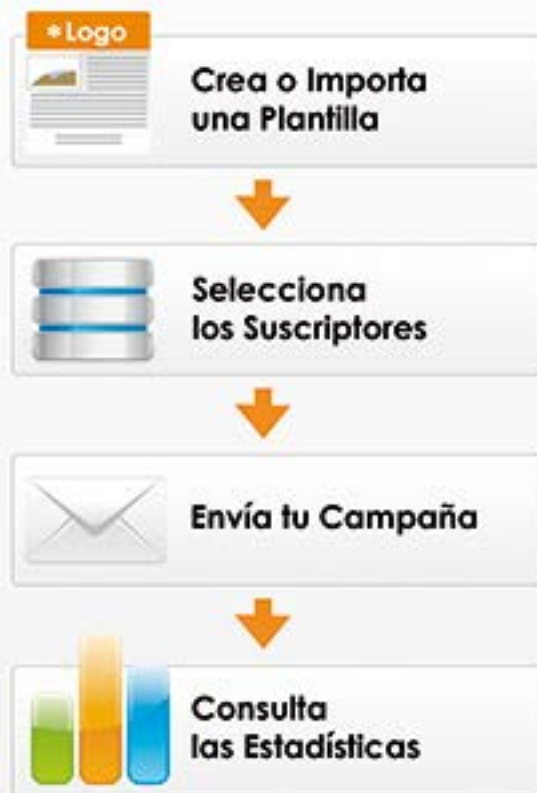 *Logo
Crea o Importa
una Plantilla
Selecciona
los Suscriptores
Envía tu Campaña
Consulta
las Estadísticas